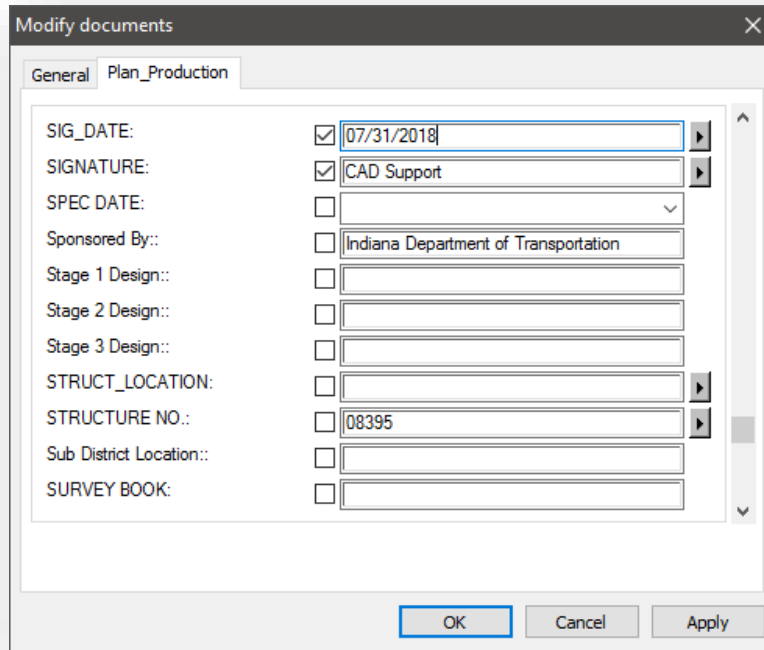 Modify documents
General Plan_Production
SIG_DATE: 07/31/2018
SIGNATURE: CAD Support
SPEC DATE:
Sponsored By:: Indiana Department of Transportation
Stage 1 Design::
Stage 2 Design::
Stage 3 Design::
STRUCT_LOCATION:
STRUCTURE NO.: 08395
Sub District Location::
SURVEY BOOK:
OK Cancel Apply